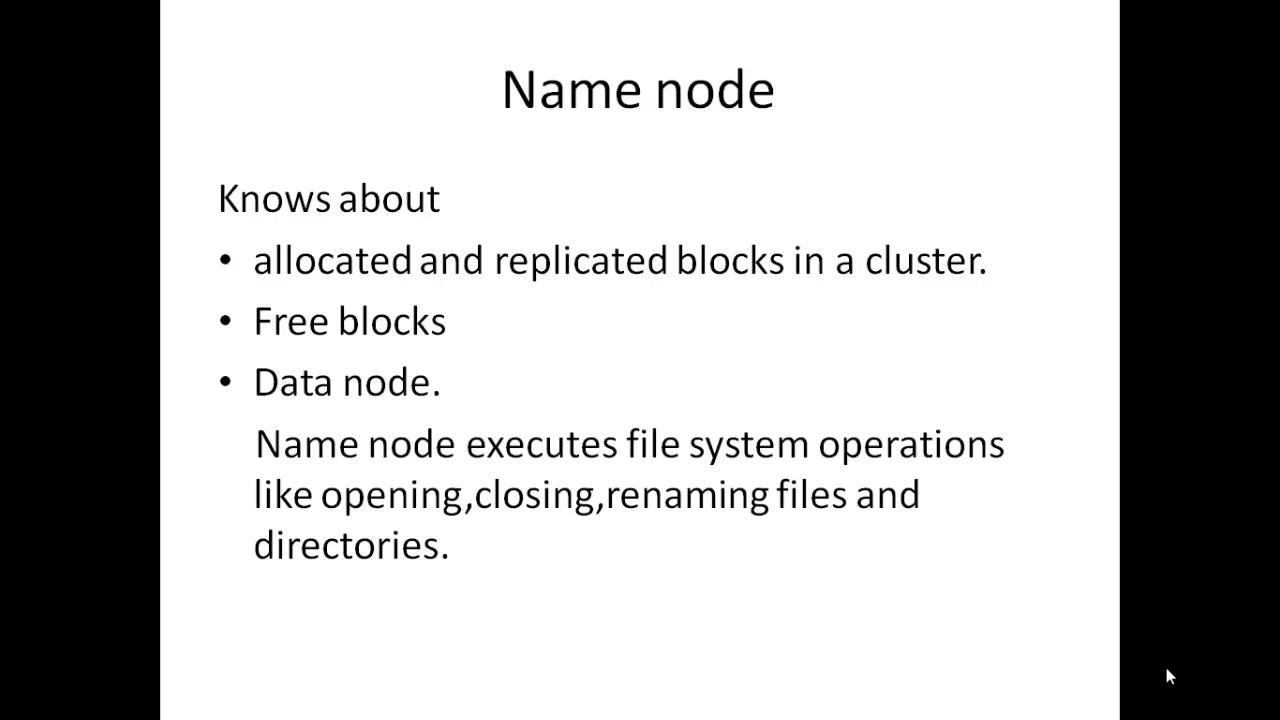 Name node
Knows about
• allocated and replicated blocks in a cluster.
• Free blocks
• Data node.
Name node executes file system operations
like opening,closing,renaming files and
directories.